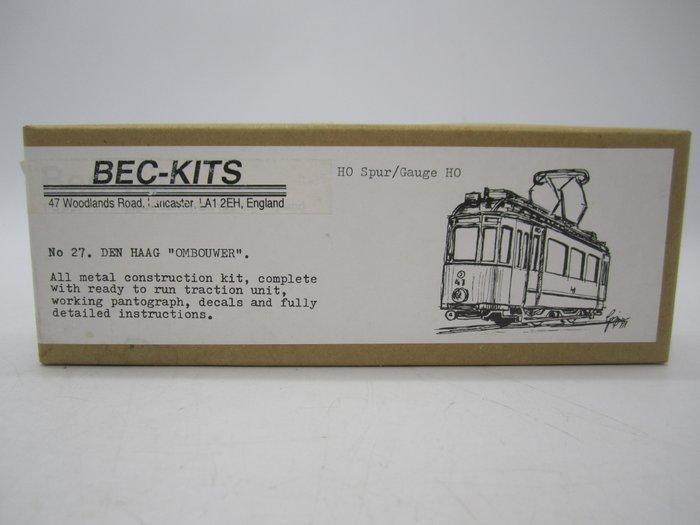 BEC-KITS
47 Woodlands Road, Lancaster, LA1 2EH, England
HO Spur/Gauge HO
No 27. DEN HAAG "OMBOUWER".
All metal construction kit, complete
with ready to run traction unit,
working pantograph, decals and fully
detailed instructions.
41